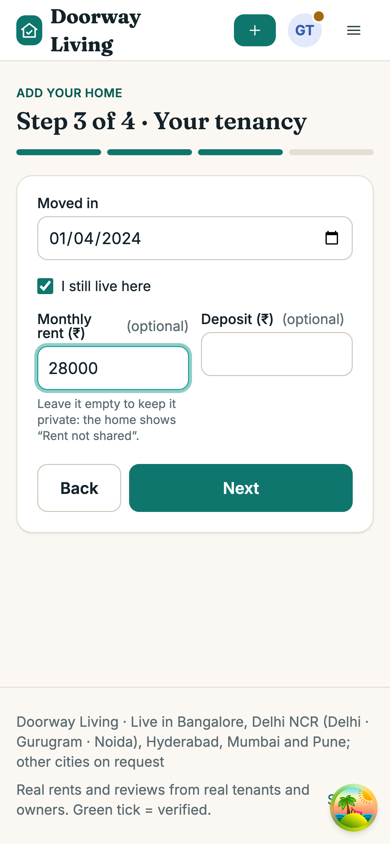 Doorway
Living
+
GT
ADD YOUR HOME
Step 3 of 4 · Your tenancy
Moved in
01/04/2024
I still live here
Monthly
rent (₹) (optional)
Deposit (₹) (optional)
28000
Leave it empty to keep it
private: the home shows
“Rent not shared”.
Back
Next
Doorway Living · Live in Bangalore, Delhi NCR (Delhi ·
Gurugram · Noida), Hyderabad, Mumbai and Pune;
other cities on request
Real rents and reviews from real tenants and
owners. Green tick = verified.